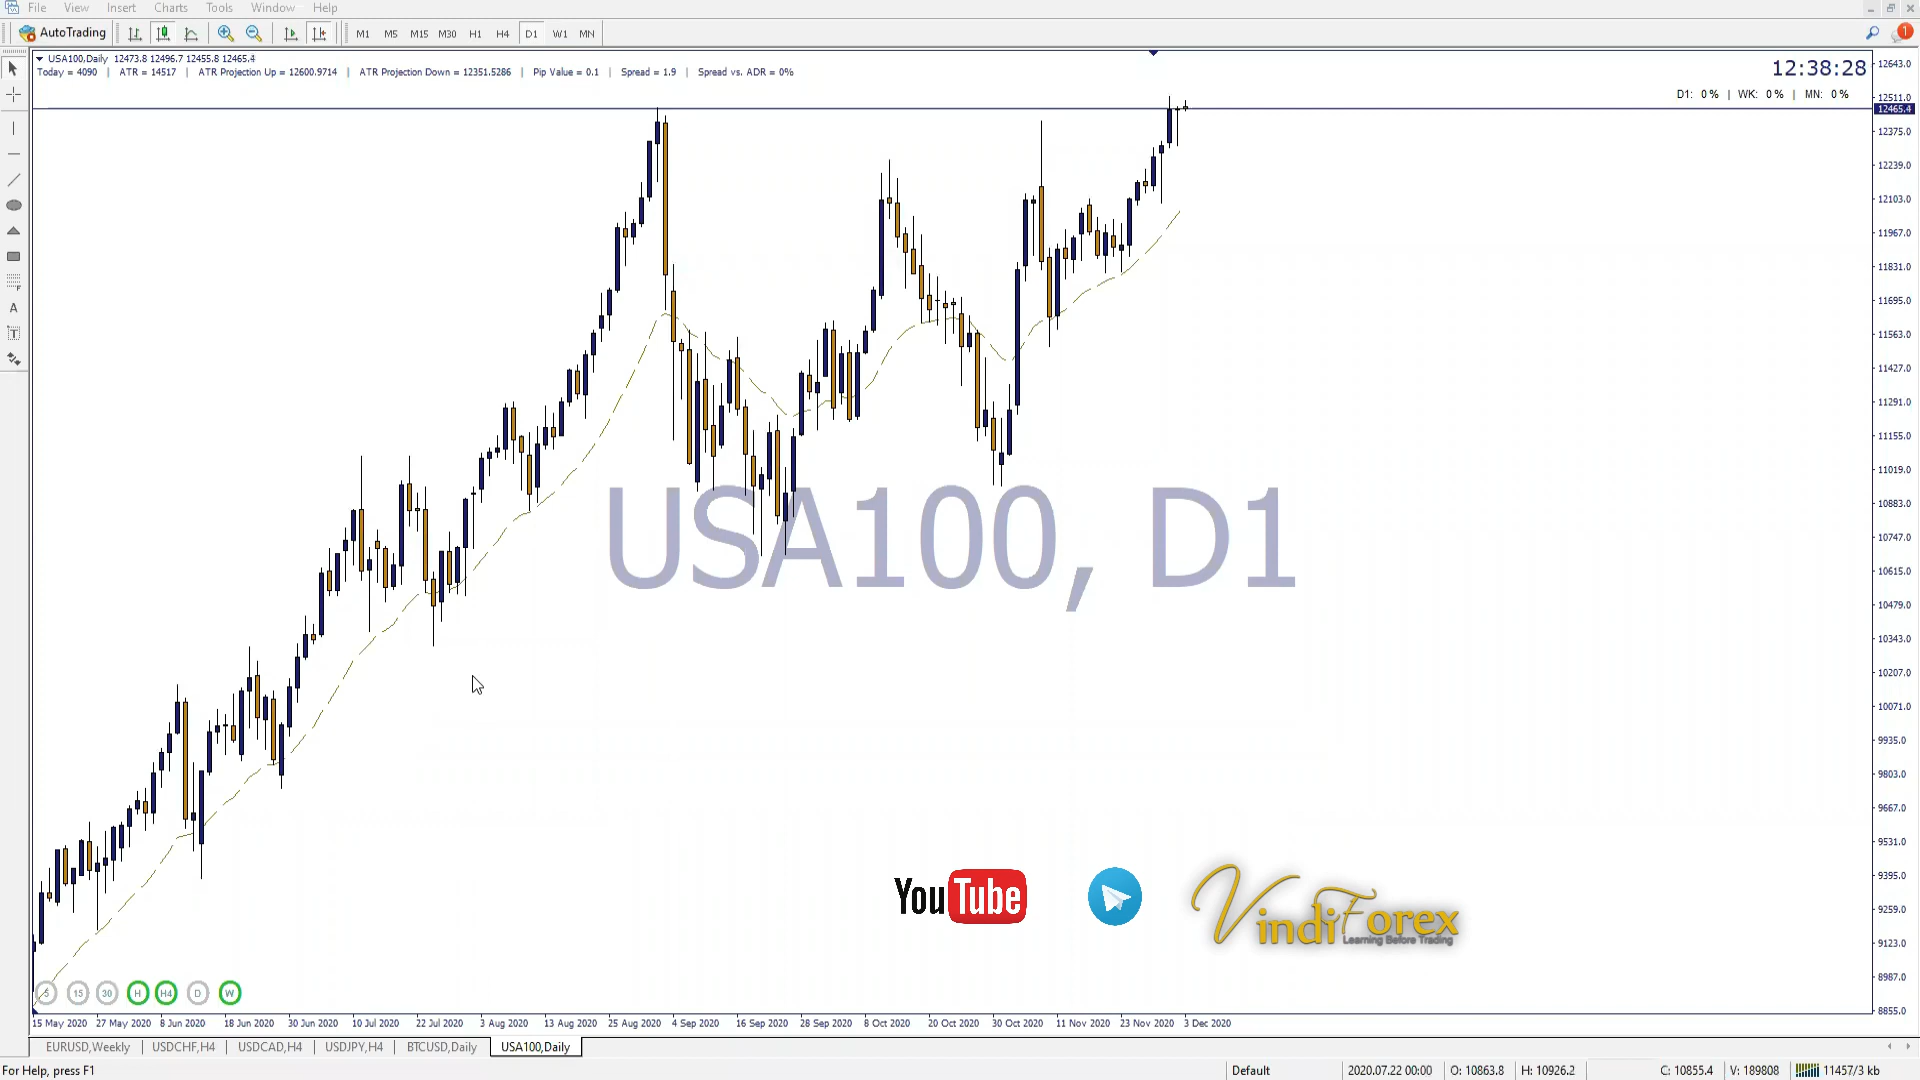 File View Insert Charts Tools Window Help
AutoTrading M1 M5 M15 M30 H1 H4 D1 W1 MN 1
USA100,Daily 12473.8 12496.7 12455.8 12465.4
Today = 4090 | ATR = 14517 | ATR Projection Up = 12600.9714 | ATR Projection Down = 12351.5286 | Pip Value = 0.1 | Spread = 1.9 | Spread vs. ADR = 0%
12:38:28
D1: 0 % | WK: 0 % | MN: 0 %
12643.0
12511.0
12465.4
12375.0
12239.0
12103.0
11967.0
11831.0
11695.0
11563.0
11427.0
11291.0
11155.0
11019.0
10883.0
10747.0
10615.0
10479.0
10343.0
10207.0
10071.0
9935.0
9803.0
9667.0
9531.0
9395.0
9259.0
9123.0
8987.0
8855.0
A
T
USA100, D1
YouTube
VindiForex
Learning Before Trading
5 15 30 H H4 D W
15 May 2020 27 May 2020 8 Jun 2020 18 Jun 2020 30 Jun 2020 10 Jul 2020 22 Jul 2020 3 Aug 2020 13 Aug 2020 25 Aug 2020 4 Sep 2020 16 Sep 2020 28 Sep 2020 8 Oct 2020 20 Oct 2020 30 Oct 2020 11 Nov 2020 23 Nov 2020 3 Dec 2020
EURUSD,Weekly USDCHF,H4 USDCAD,H4 USDJPY,H4 BTCUSD,Daily USA100,Daily
For Help, press F1 Default 2020.07.22 00:00 O: 10863.8 H: 10926.2 C: 10855.4 V: 189808 11457/3 kb